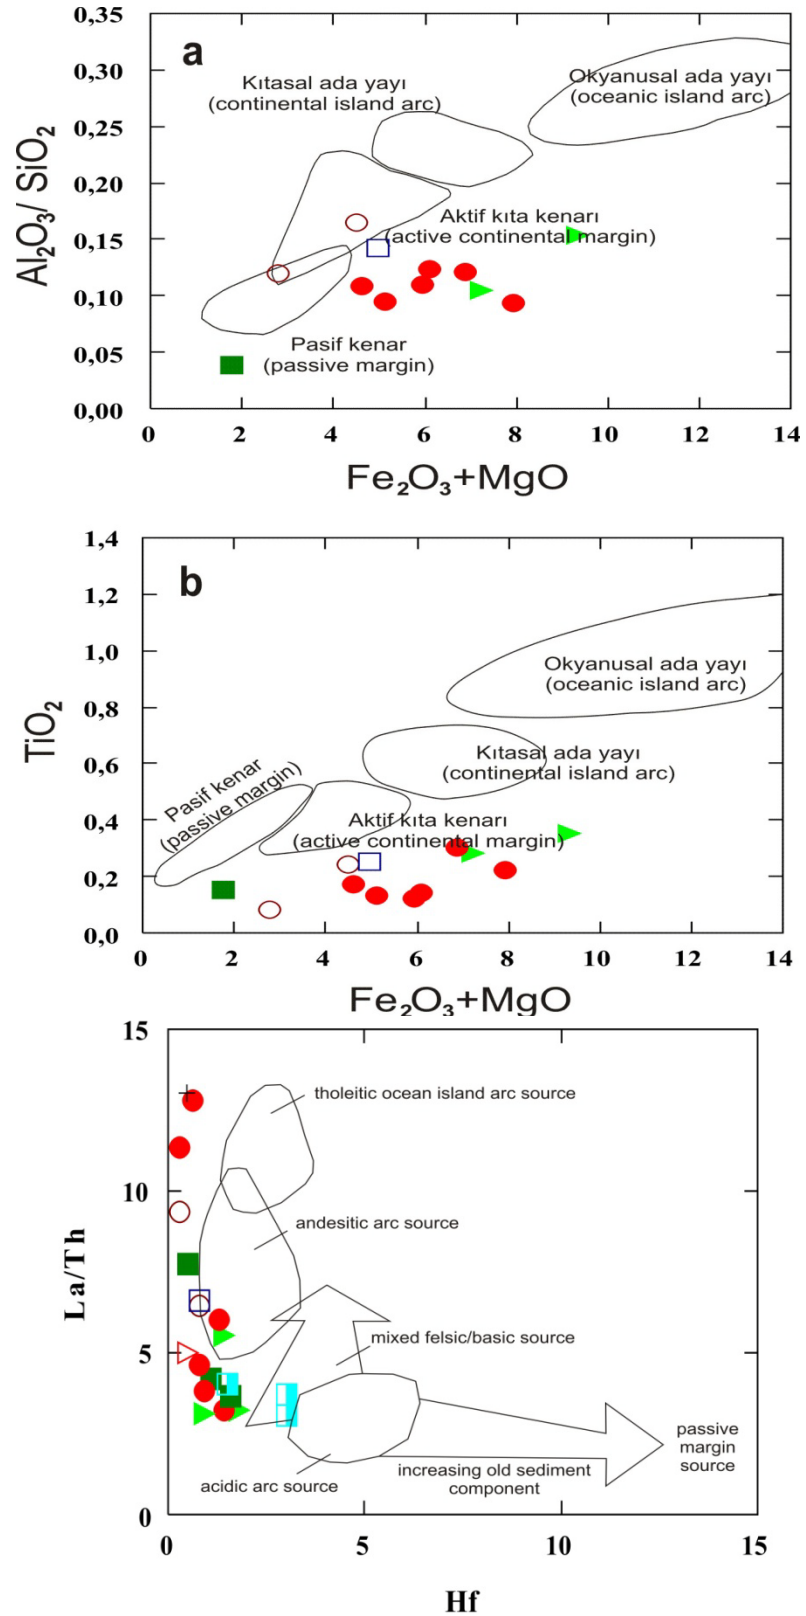 a
0,35
0,30
0,25
0,20
0,15
0,10
0,05
0,00
Al₂O₃/ SiO₂
Kıtasal ada yayı
(continental island arc)
Okyanusal ada yayı
(oceanic island arc)
Aktif kıta kenarı
(active continental margin)
Pasif kenar
(passive margin)
0 2 4 6 8 10 12 14
Fe₂O₃+MgO
b
1,4
1,2
1,0
0,8
0,6
0,4
0,2
0,0
TiO₂
Okyanusal ada yayı
(oceanic island arc)
Kıtasal ada yayı
(continental island arc)
Pasif kenar
(passive margin)
Aktif kıta kenarı
(active continental margin)
0 2 4 6 8 10 12 14
Fe₂O₃+MgO
15
10
5
0
La/Th
tholeitic ocean island arc source
andesitic arc source
mixed felsic/basic source
acidic arc source
increasing old sediment
component
passive
margin
source
0 5 10 15
Hf